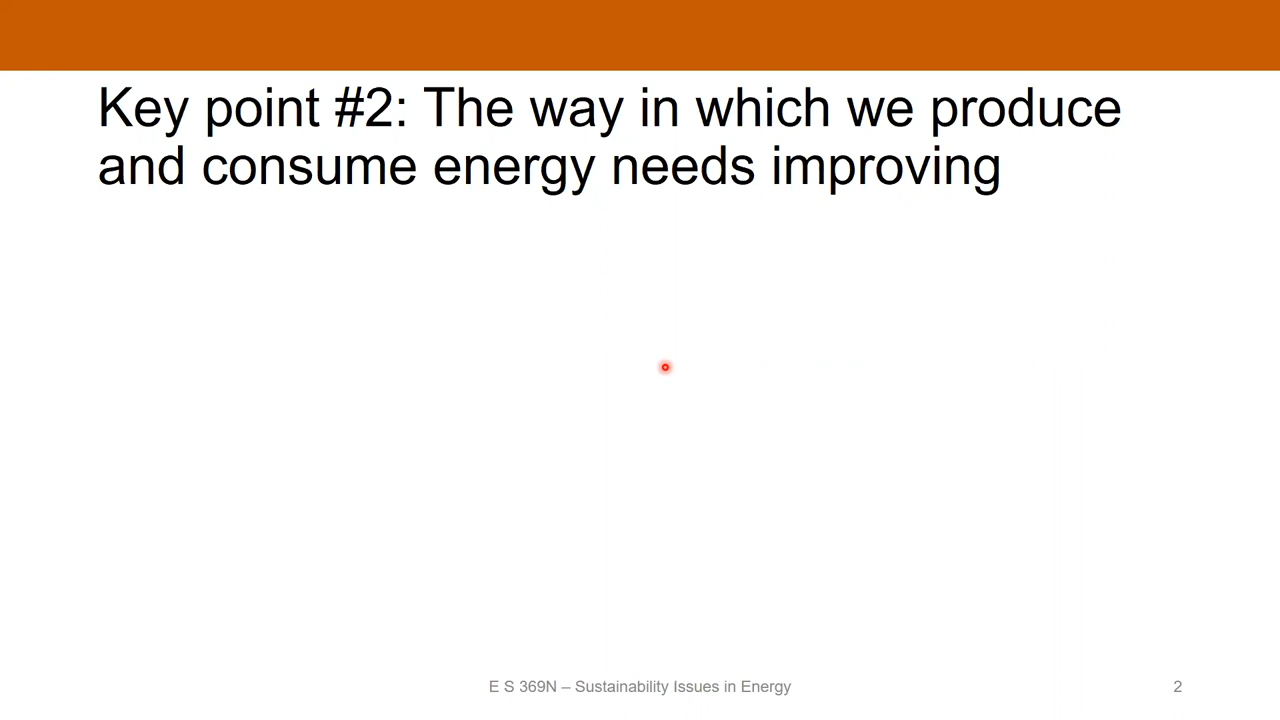 Key point #2: The way in which we produce
and consume energy needs improving
E S 369N – Sustainability Issues in Energy
2